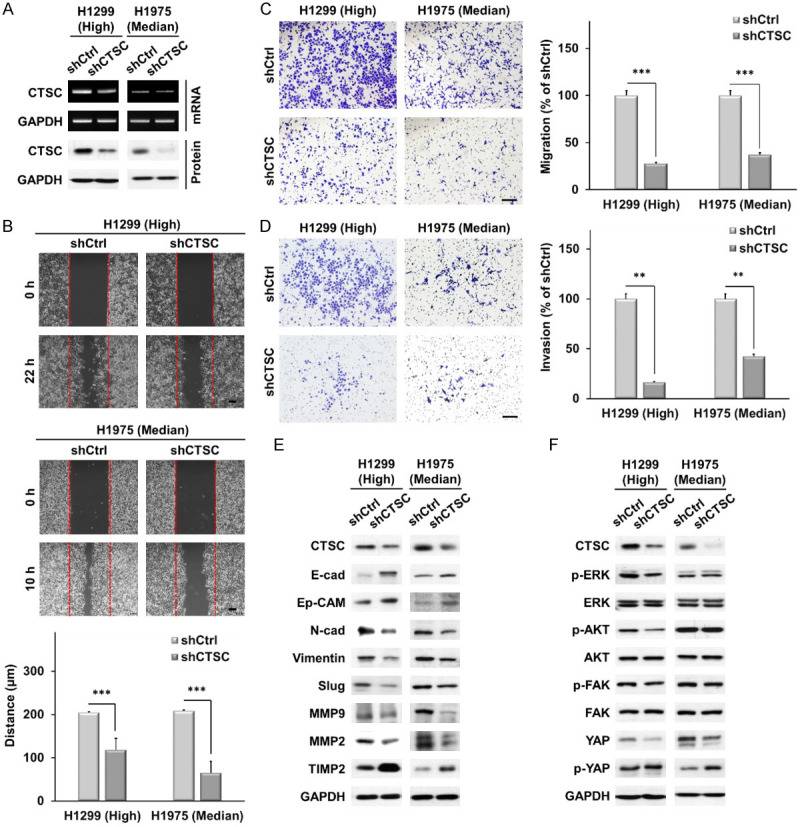 A
H1299 (High)
H1975 (Median)
shCtrl
shCTSC
shCtrl
shCTSC
CTSC
GAPDH
mRNA
CTSC
GAPDH
Protein
B
H1299 (High)
shCtrl
shCTSC
0 h
22 h
H1975 (Median)
shCtrl
shCTSC
0 h
10 h
shCtrl
shCTSC
Distance (μm)
300
200
100
0
***
***
H1299 (High)
H1975 (Median)
C
H1299 (High)
H1975 (Median)
shCtrl
shCTSC
shCtrl
shCTSC
Migration (% of shCtrl)
150
100
50
0
***
***
H1299 (High)
H1975 (Median)
D
H1299 (High)
H1975 (Median)
shCtrl
shCTSC
shCtrl
shCTSC
Invasion (% of shCtrl)
150
100
50
0
**
**
H1299 (High)
H1975 (Median)
E
H1299
(High)
H1975
(Median)
shCtrl
shCTSC
shCtrl
shCTSC
CTSC
E-cad
Ep-CAM
N-cad
Vimentin
Slug
MMP9
MMP2
TIMP2
GAPDH
F
H1299
(High)
H1975
(Median)
shCtrl
shCTSC
shCtrl
shCTSC
CTSC
p-ERK
ERK
p-AKT
AKT
p-FAK
FAK
YAP
p-YAP
GAPDH